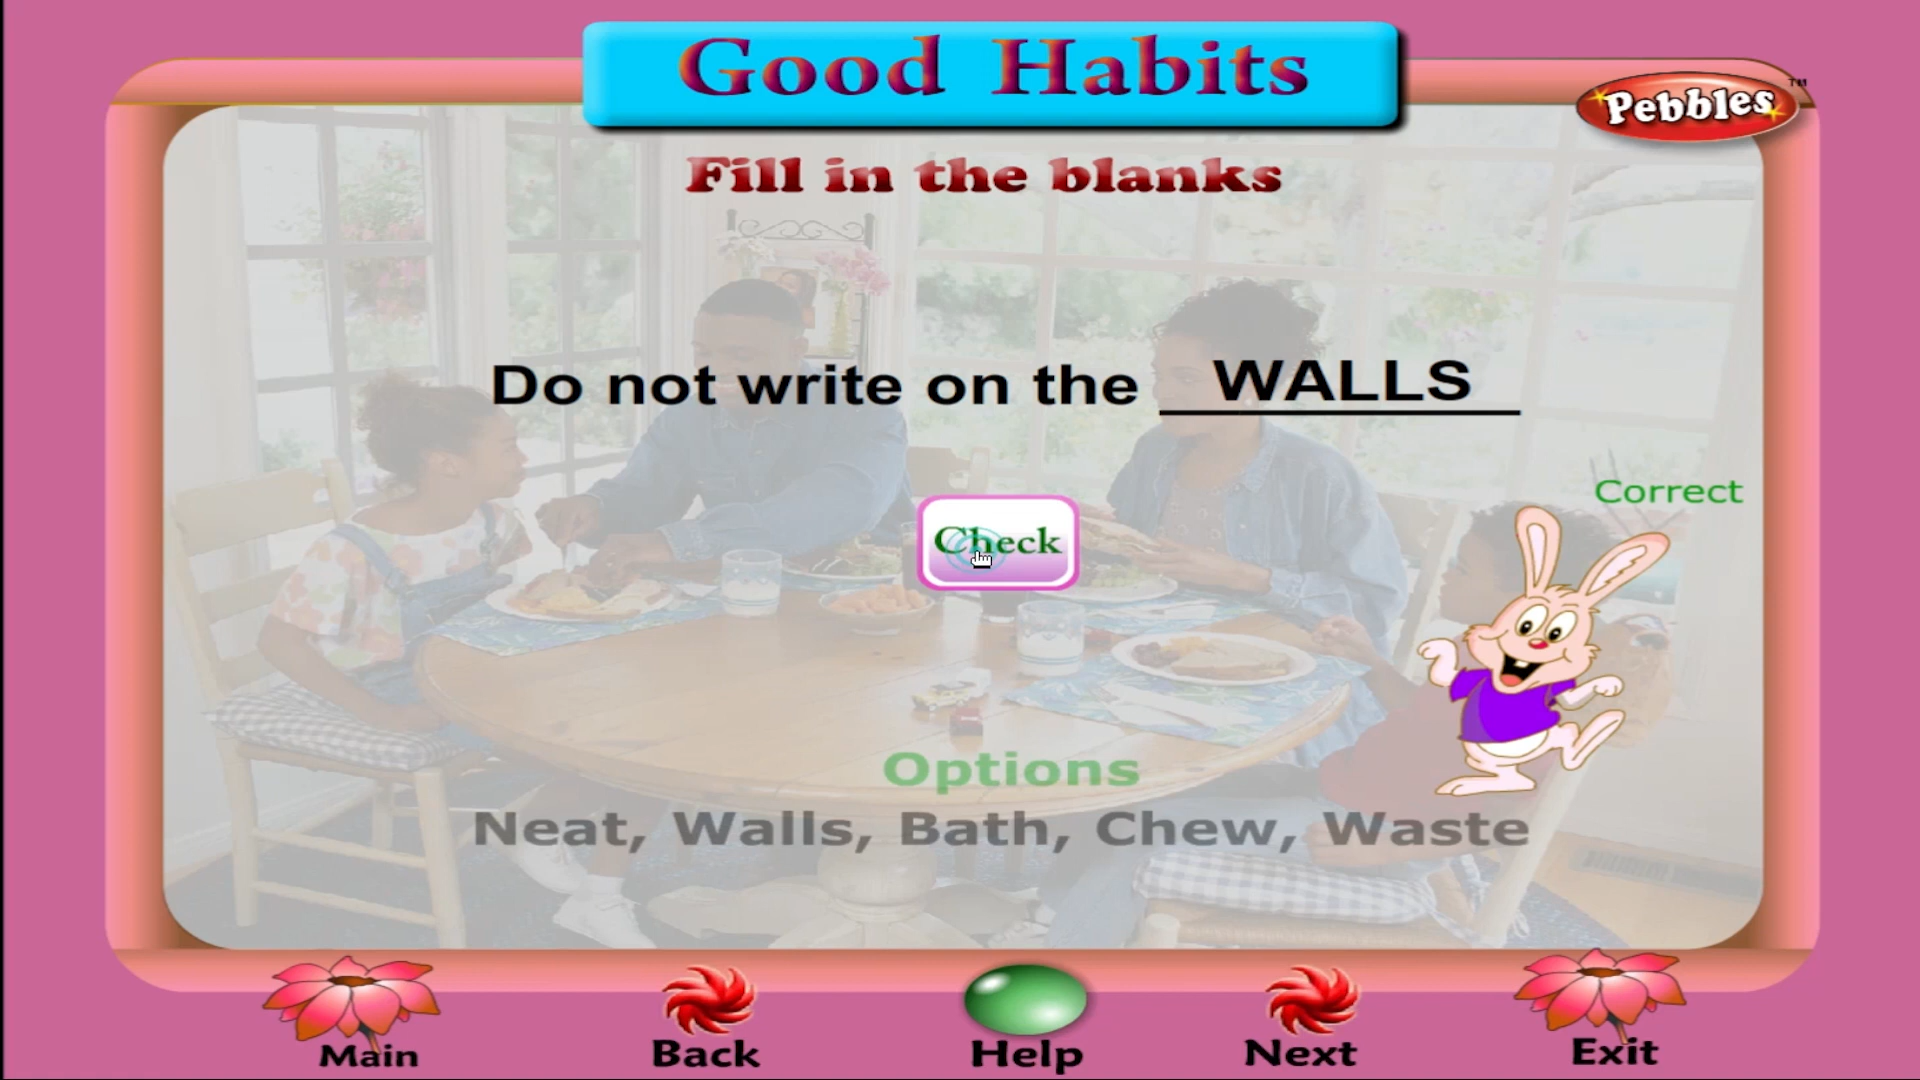 Good Habits
Pebbles™
Fill in the blanks
Do not write on the WALLS
Correct
Check
Options
Neat, Walls, Bath, Chew, Waste
Main Back Help Next Exit